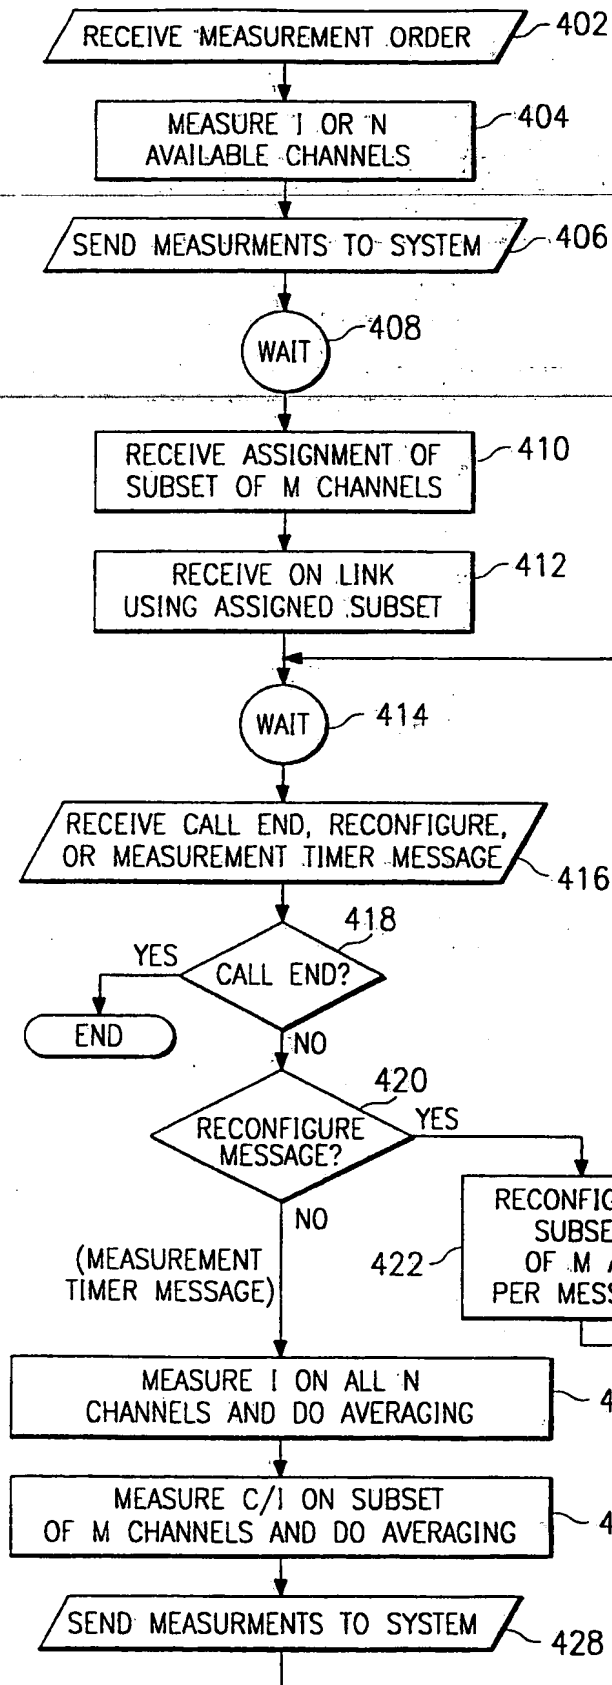 RECEIVE MEASUREMENT ORDER
402
MEASURE I OR N
AVAILABLE CHANNELS
404
SEND MEASURMENTS TO SYSTEM
406
WAIT
408
RECEIVE ASSIGNMENT OF
SUBSET OF M CHANNELS
410
RECEIVE ON LINK
USING ASSIGNED SUBSET
412
WAIT
414
RECEIVE CALL END, RECONFIGURE,
OR MEASUREMENT TIMER MESSAGE
416
418
YES
CALL END?
END
NO
420
RECONFIGURE
MESSAGE?
YES
NO
(MEASUREMENT
TIMER MESSAGE)
422
OF M
PER
MEASURE I ON ALL N
CHANNELS AND DO AVERAGING
MEASURE C/I ON SUBSET
OF M CHANNELS AND DO AVERAGING
SEND MEASURMENTS TO SYSTEM
428